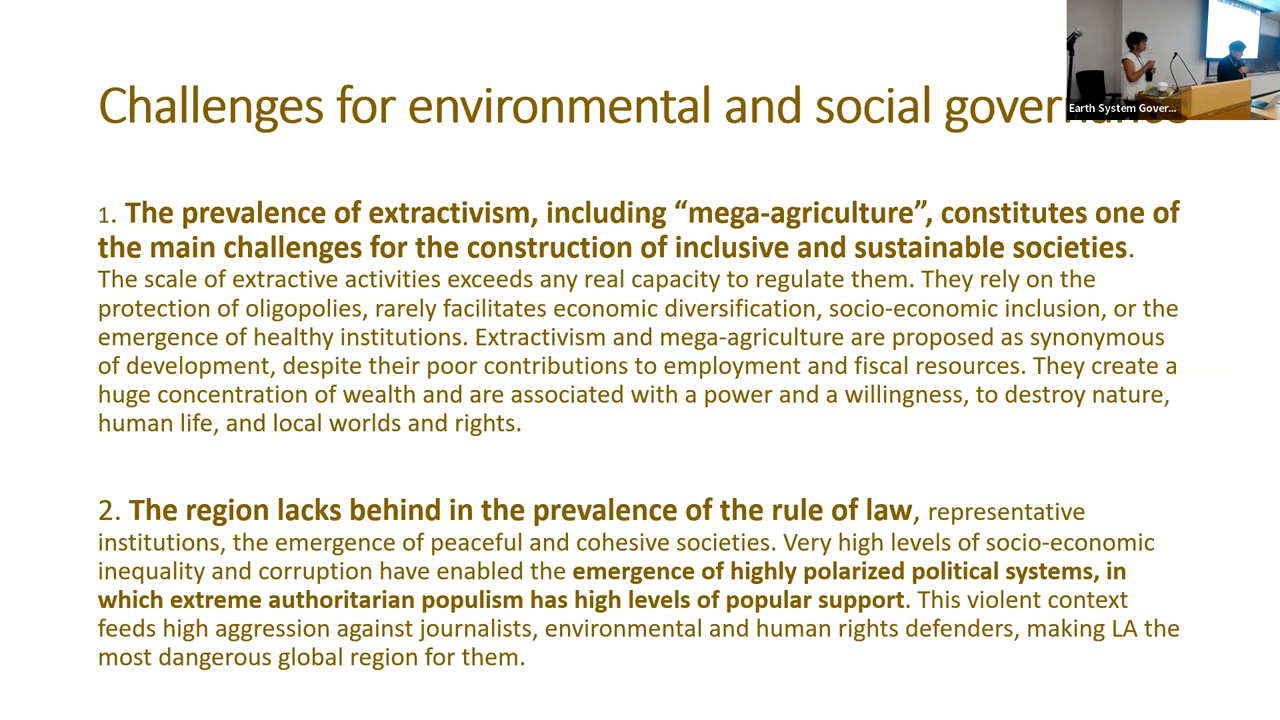 Challenges for environmental and social governance
Earth System Gover...
1. The prevalence of extractivism, including “mega-agriculture”, constitutes one of
the main challenges for the construction of inclusive and sustainable societies.
The scale of extractive activities exceeds any real capacity to regulate them. They rely on the
protection of oligopolies, rarely facilitates economic diversification, socio-economic inclusion, or the
emergence of healthy institutions. Extractivism and mega-agriculture are proposed as synonymous
of development, despite their poor contributions to employment and fiscal resources. They create a
huge concentration of wealth and are associated with a power and a willingness, to destroy nature,
human life, and local worlds and rights.
2. The region lacks behind in the prevalence of the rule of law, representative
institutions, the emergence of peaceful and cohesive societies. Very high levels of socio-economic
inequality and corruption have enabled the emergence of highly polarized political systems, in
which extreme authoritarian populism has high levels of popular support. This violent context
feeds high aggression against journalists, environmental and human rights defenders, making LA the
most dangerous global region for them.